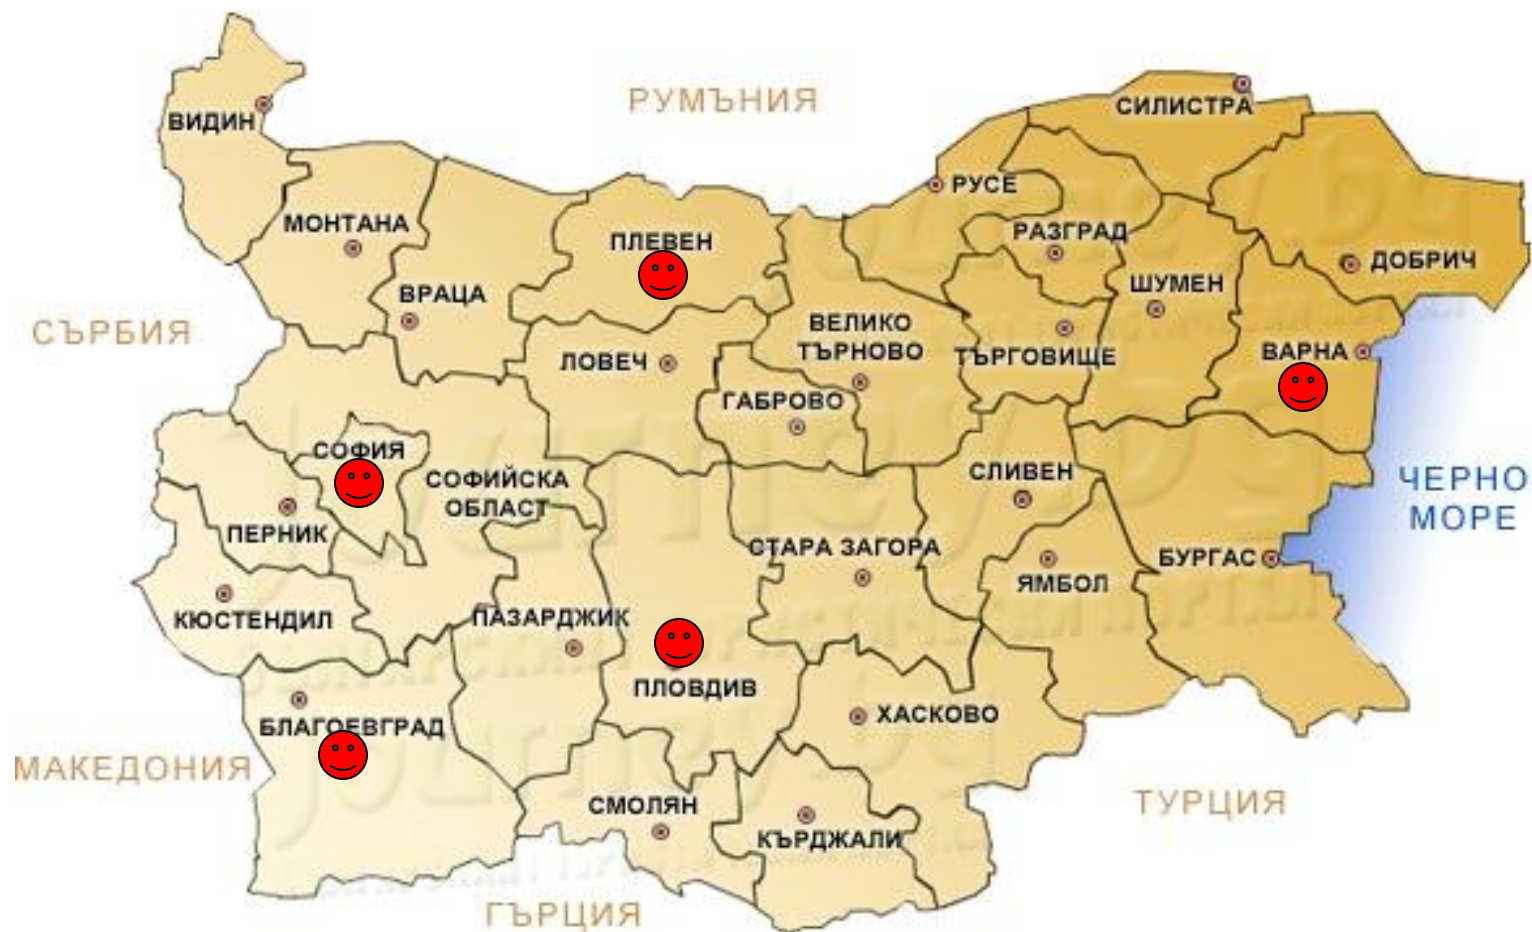 РУМЪНИЯ
СИЛИСТРА
ВИДИН
РУСЕ
МОНТАНА
ПЛЕВЕН
РАЗГРАД
ДОБРИЧ
ШУМЕН
ВРАЦА
СЪРБИЯ
ВЕЛИКО
ТЪРНОВО
ТЪРГОВИЩЕ
ВАРНА
ЛОВЕЧ
ГАБРОВО
СОФИЯ
СОФИЙСКА
ОБЛАСТ
СЛИВЕН
ЧЕРНО
МОРЕ
ПЕРНИК
СТАРА ЗАГОРА
БУРГАС
ЯМБОЛ
КЮСТЕНДИЛ
ПАЗАРДЖИК
ПЛОВДИВ
ХАСКОВО
БЛАГОЕВГРАД
МАКЕДОНИЯ
СМОЛЯН
ТУРЦИЯ
КЪРДЖАЛИ
ГЪРЦИЯ